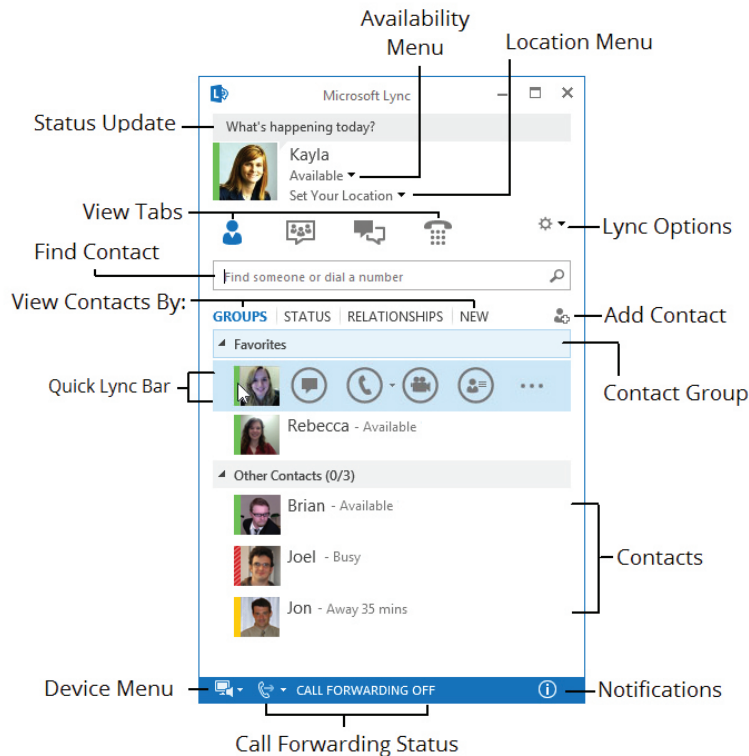 Availability
Menu
Location Menu
Microsoft Lync
Status Update
What's happening today?
Kayla
Available
Set Your Location
View Tabs
Lync Options
Find Contact
Find someone or dial a number
View Contacts By:
GROUPS STATUS RELATIONSHIPS NEW
Add Contact
Favorites
Quick Lync Bar
Contact Group
Rebecca - Available
Other Contacts (0/3)
Brian - Available
Joel - Busy
Contacts
Jon - Away 35 mins
Device Menu
CALL FORWARDING OFF
Notifications
Call Forwarding Status